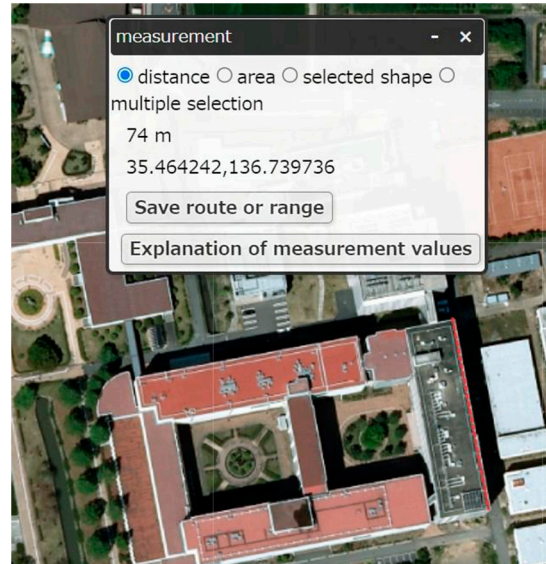 measurement - ×
distance area selected shape
multiple selection
74 m
35.464242,136.739736
Save route or range
Explanation of measurement values